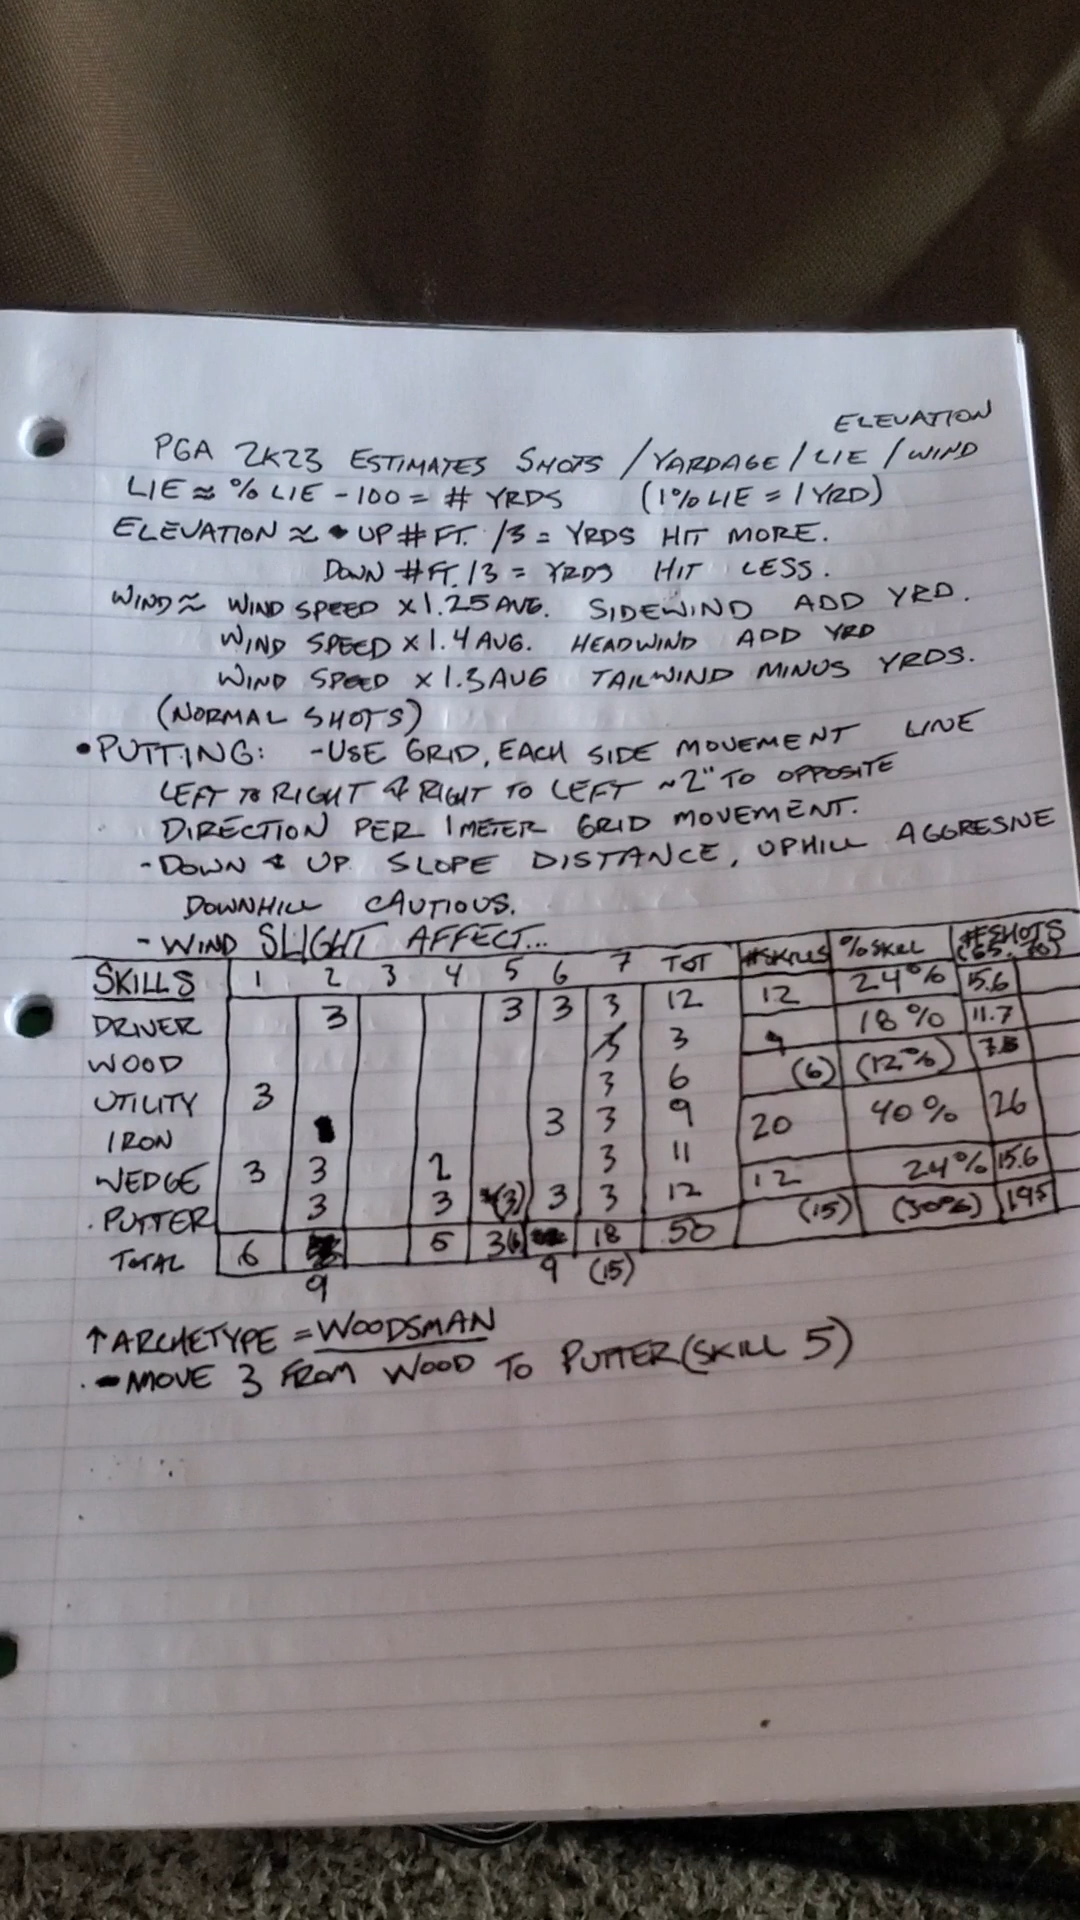 ELEVATION
PGA 2K23 ESTIMATES SHOTS / YARDAGE / LIE / WIND
LIE ≈ % LIE - 100 = # YRDS (1% LIE = 1 YRD)
ELEVATION ≈ UP # FT. /3 = YRDS HIT MORE.
DOWN # FT. /3 = YRDS HIT LESS.
WIND ≈ WIND SPEED X 1.25 AVG. SIDEWIND ADD YRD.
WIND SPEED X 1.4 AVG. HEADWIND ADD YRD
WIND SPEED X 1.3 AVG TAILWIND MINUS YRDS.
(NORMAL SHOTS)
• PUTTING: - USE GRID, EACH SIDE MOVEMENT LINE
LEFT TO RIGHT & RIGHT TO LEFT ~2" TO OPPOSITE
DIRECTION PER 1 METER GRID MOVEMENT.
- DOWN & UP SLOPE DISTANCE, UPHILL AGGRESIVE
DOWNHILL CAUTIOUS.
- WIND SLIGHT AFFECT...
SKILLS 1 2 3 4 5 6 7 TOT #SKILLS %SKILL #SHOTS (65-70)
DRIVER 3 3 3 3 12 12 24% 15.6
WOOD 3 3 9 18% 11.7
UTILITY 3 3 6 (6) (12%)
IRON 3 3 9 20 40% 26
WEDGE 3 3 2 3 11 12 24% 15.6
PUTTER 3 3 (3) 3 3 12 (15) (30%) 19.5
TOTAL 6 5 3(6) 18 50
9 9 (15)
↑ ARCHETYPE = WOODSMAN
- MOVE 3 FROM WOOD TO PUTTER (SKILL 5)